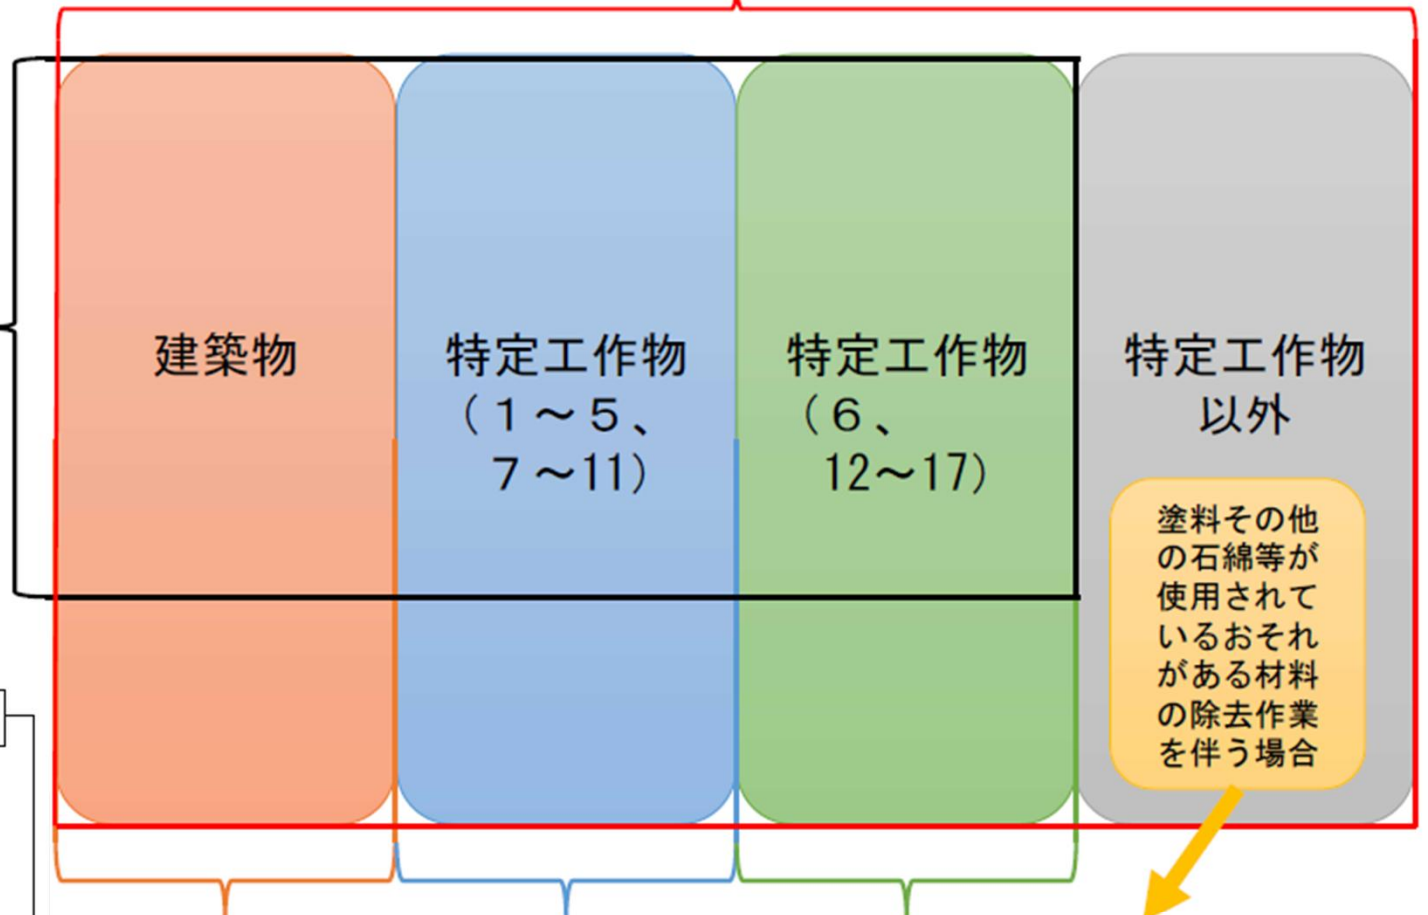 建築物
特定工作物
（１～５、
７～11）
特定工作物
（６、
12～17）
特定工作物
以外
塗料その他
の石綿等が
使用されて
いるおそれ
がある材料
の除去作業
を伴う場合